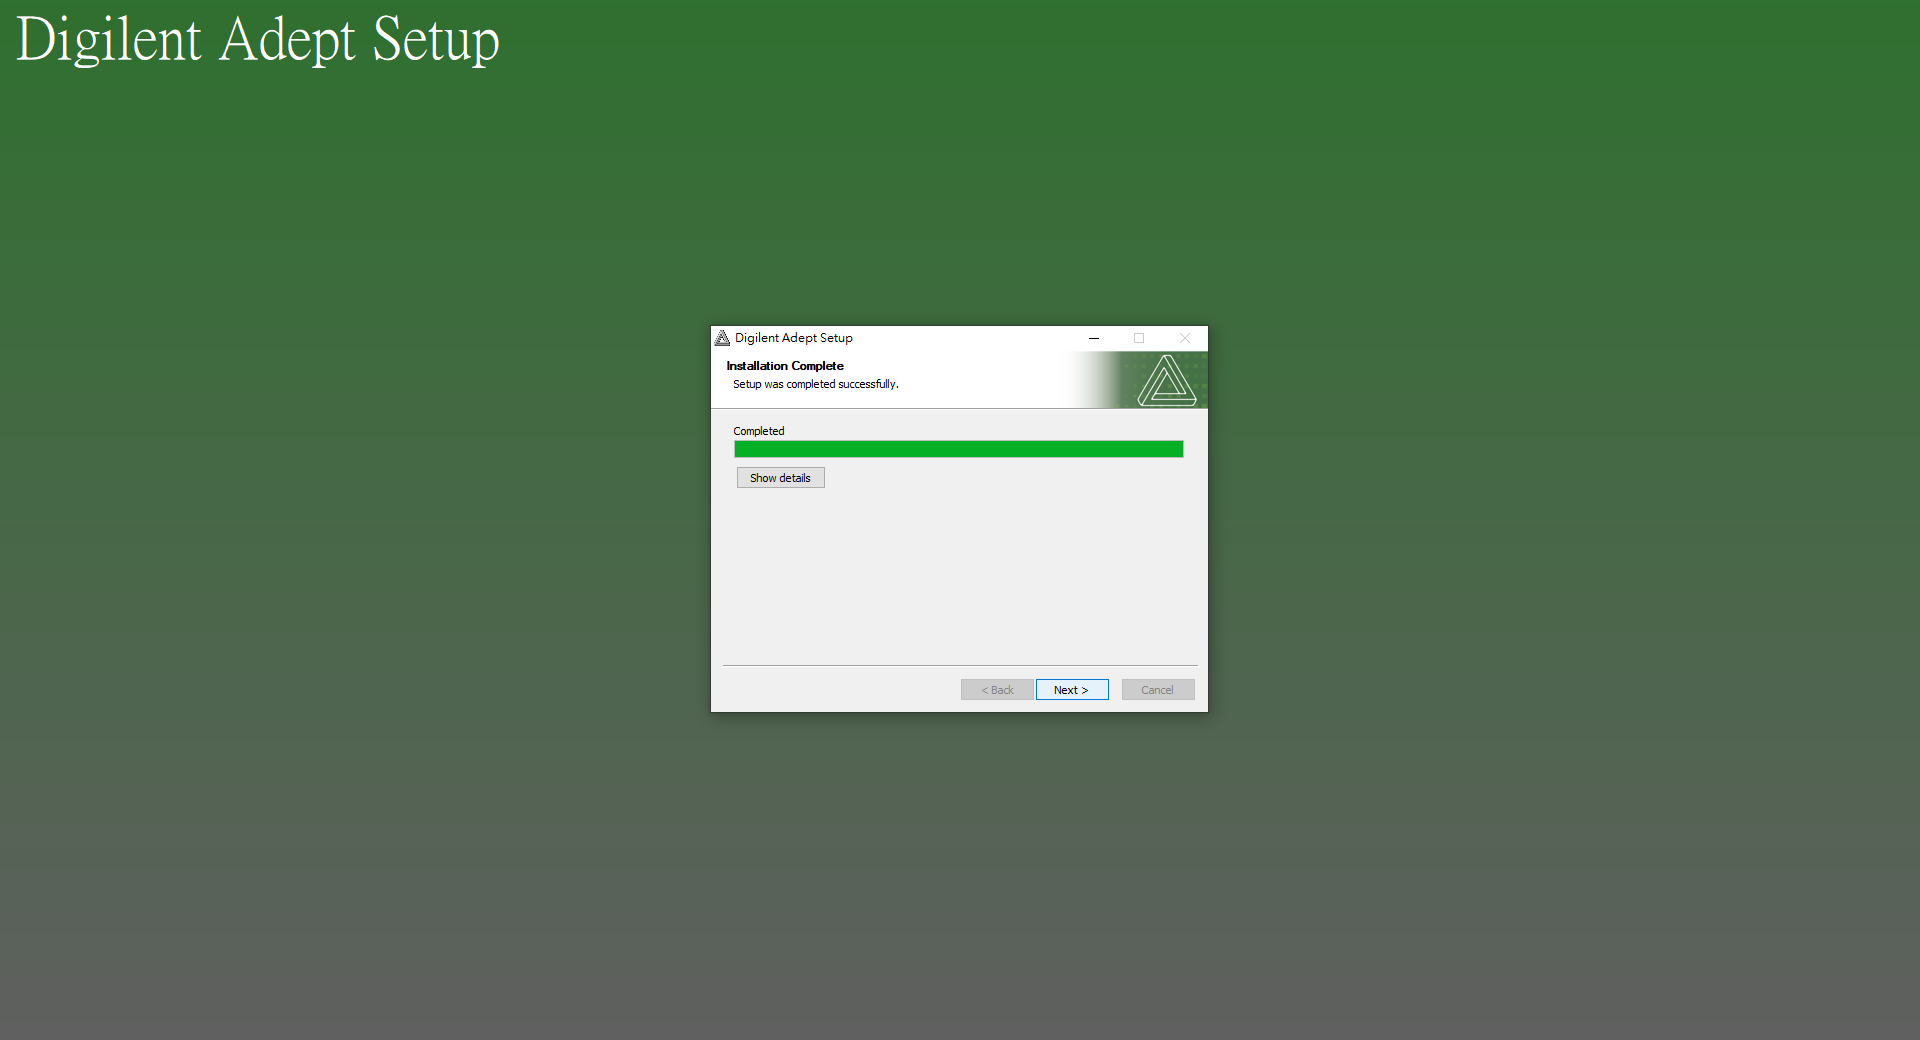 Digilent Adept Setup
Digilent Adept Setup
Installation Complete
Setup was completed successfully.
Completed
Show details
< Back
Next >
Cancel